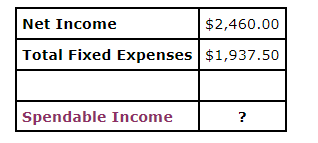 Net Income $2,460.00
Total Fixed Expenses $1,937.50
Spendable Income ?